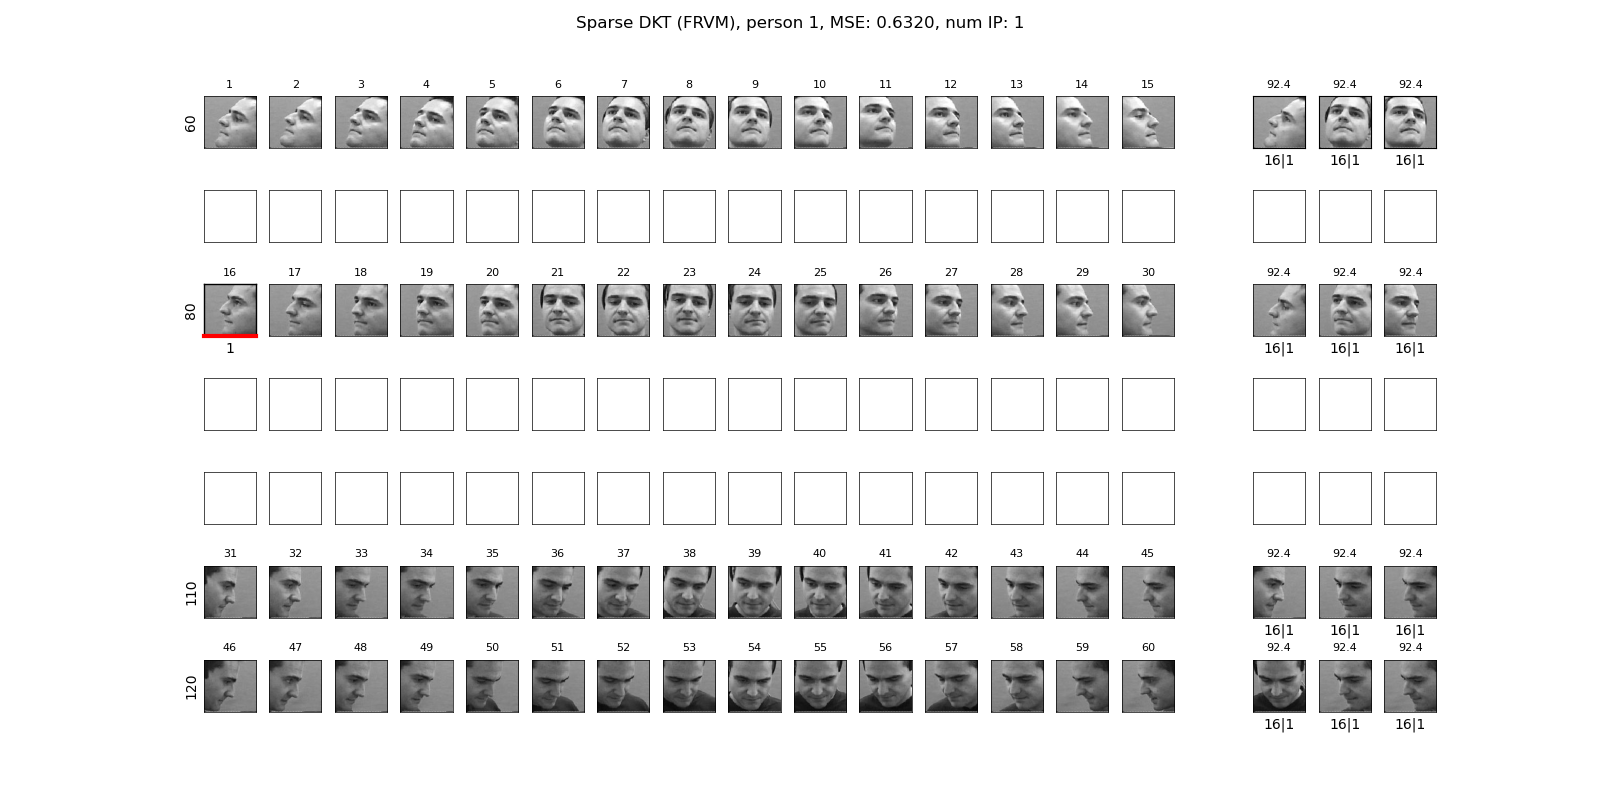 Sparse DKT (FRVM), person 1, MSE: 0.6320, num IP: 1
1 2 3 4 5 6 7 8 9 10 11 12 13 14 15 92.4 92.4 92.4
60
16|1 16|1 16|1
16 17 18 19 20 21 22 23 24 25 26 27 28 29 30 92.4 92.4 92.4
80
1 16|1 16|1 16|1
31 32 33 34 35 36 37 38 39 40 41 42 43 44 45 92.4 92.4 92.4
110
16|1 16|1 16|1
46 47 48 49 50 51 52 53 54 55 56 57 58 59 60 92.4 92.4 92.4
120
16|1 16|1 16|1